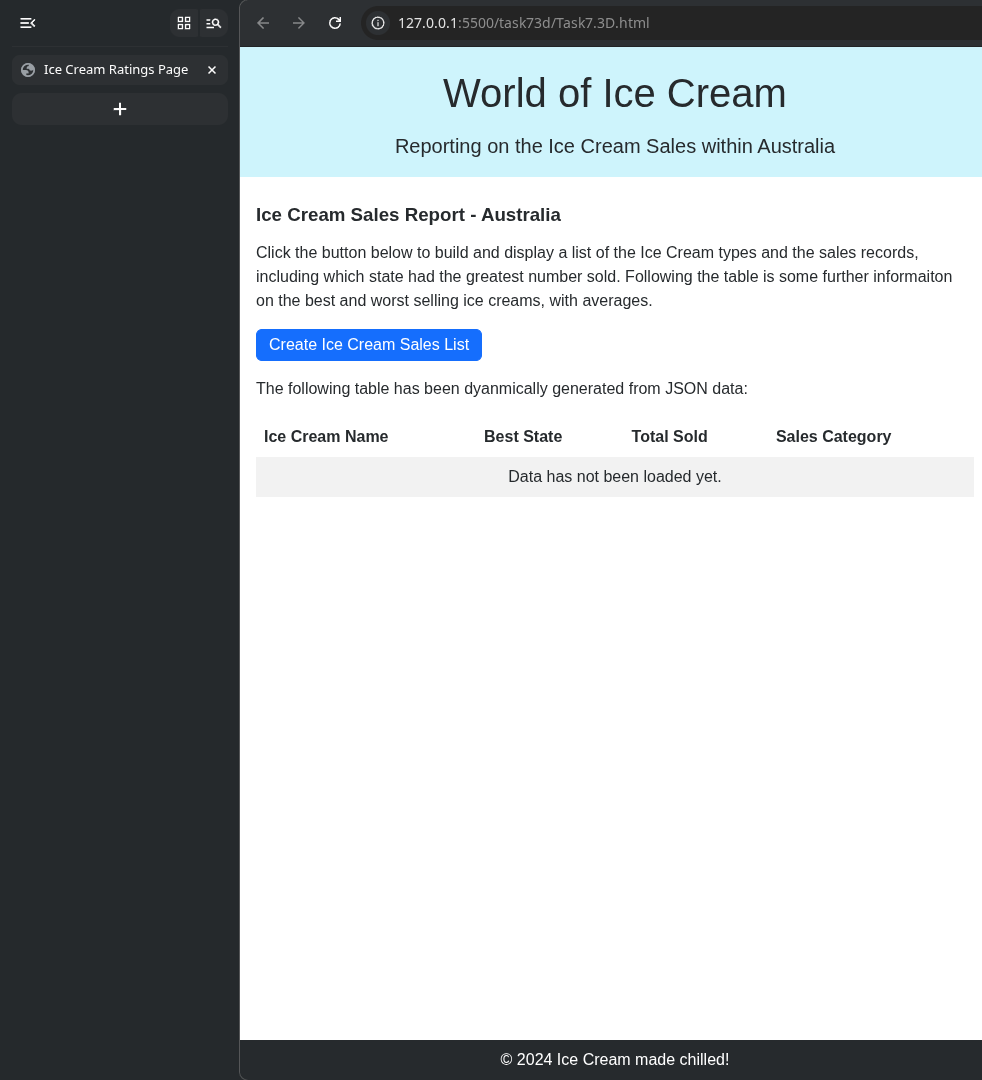 127.0.0.1:5500/task73d/Task7.3D.html
Ice Cream Ratings Page
World of Ice Cream
Reporting on the Ice Cream Sales within Australia
Ice Cream Sales Report - Australia
Click the button below to build and display a list of the Ice Cream types and the sales records,
including which state had the greatest number sold. Following the table is some further informaiton
on the best and worst selling ice creams, with averages.
Create Ice Cream Sales List
The following table has been dyanmically generated from JSON data:
Ice Cream Name Best State Total Sold Sales Category
Data has not been loaded yet.
© 2024 Ice Cream made chilled!